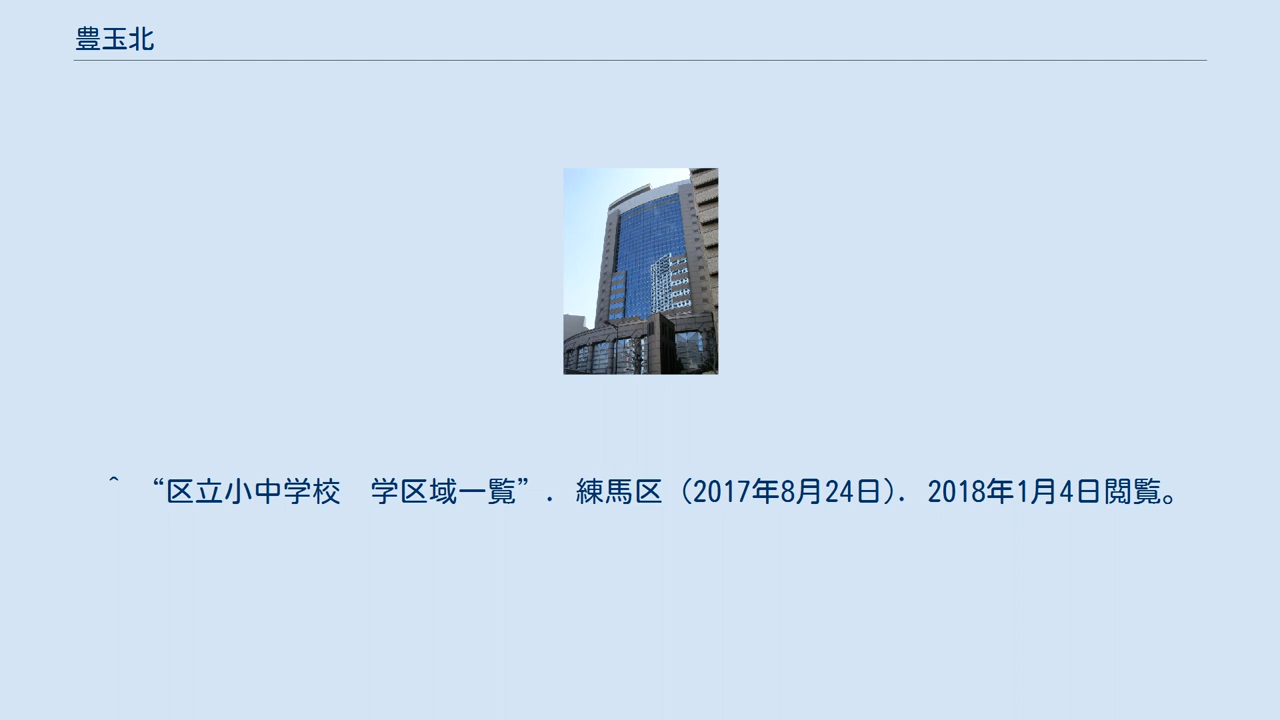 豊玉北
^ “区立小中学校　学区域一覧”. 練馬区 (2017年8月24日). 2018年1月4日閲覧。